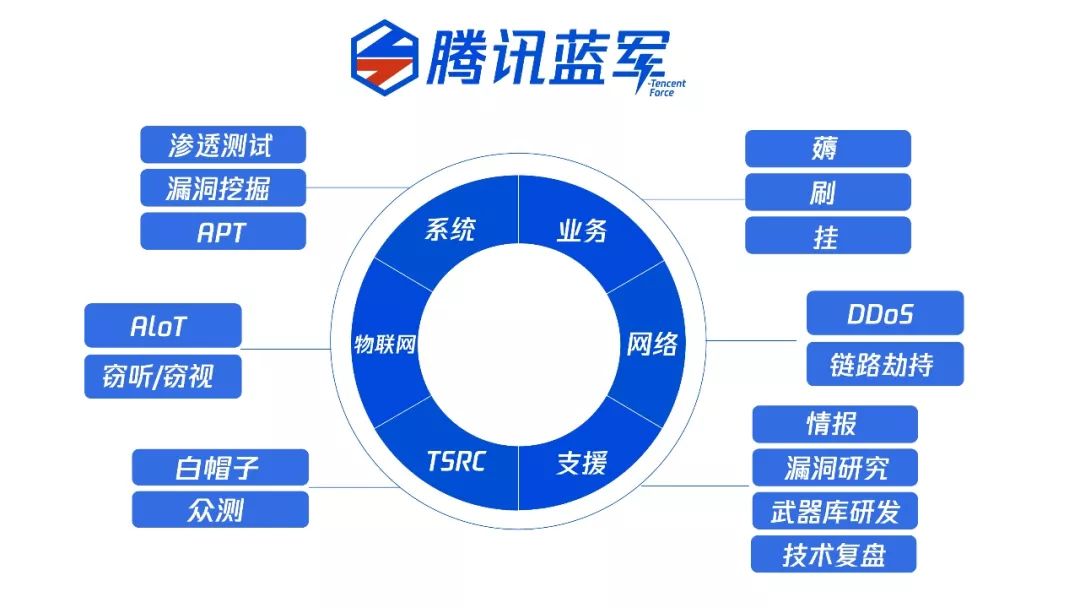 腾讯蓝军
-Tencent
Force
渗透测试
漏洞挖掘
APT
薅
刷
挂
系统
业务
AloT
窃听/窃视
物联网
网络
DDoS
链路劫持
TSRC
支援
白帽子
众测
情报
漏洞研究
武器库研发
技术复盘